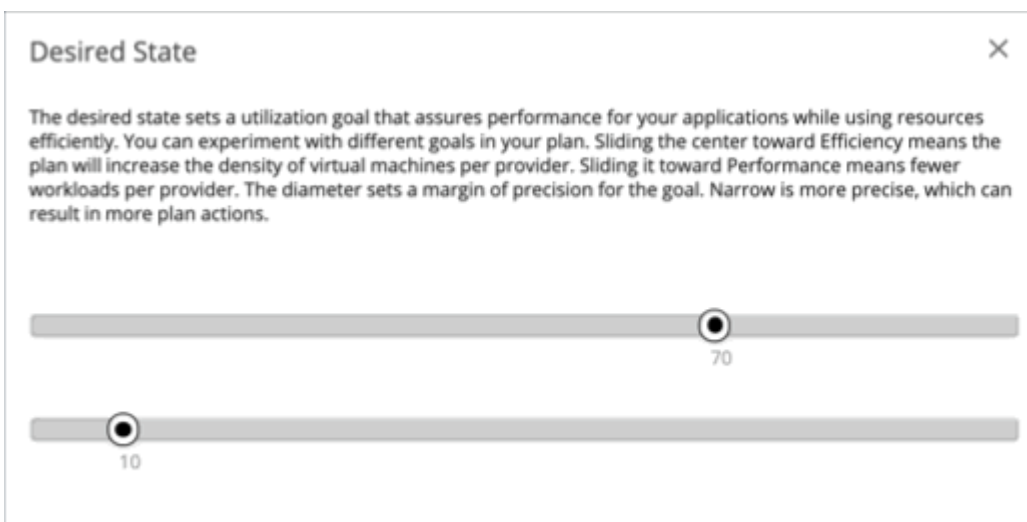 Desired State
The desired state sets a utilization goal that assures performance for your applications while using resources
efficiently. You can experiment with different goals in your plan. Sliding the center toward Efficiency means the
plan will increase the density of virtual machines per provider. Sliding it toward Performance means fewer
workloads per provider. The diameter sets a margin of precision for the goal. Narrow is more precise, which can
result in more plan actions.
70
10